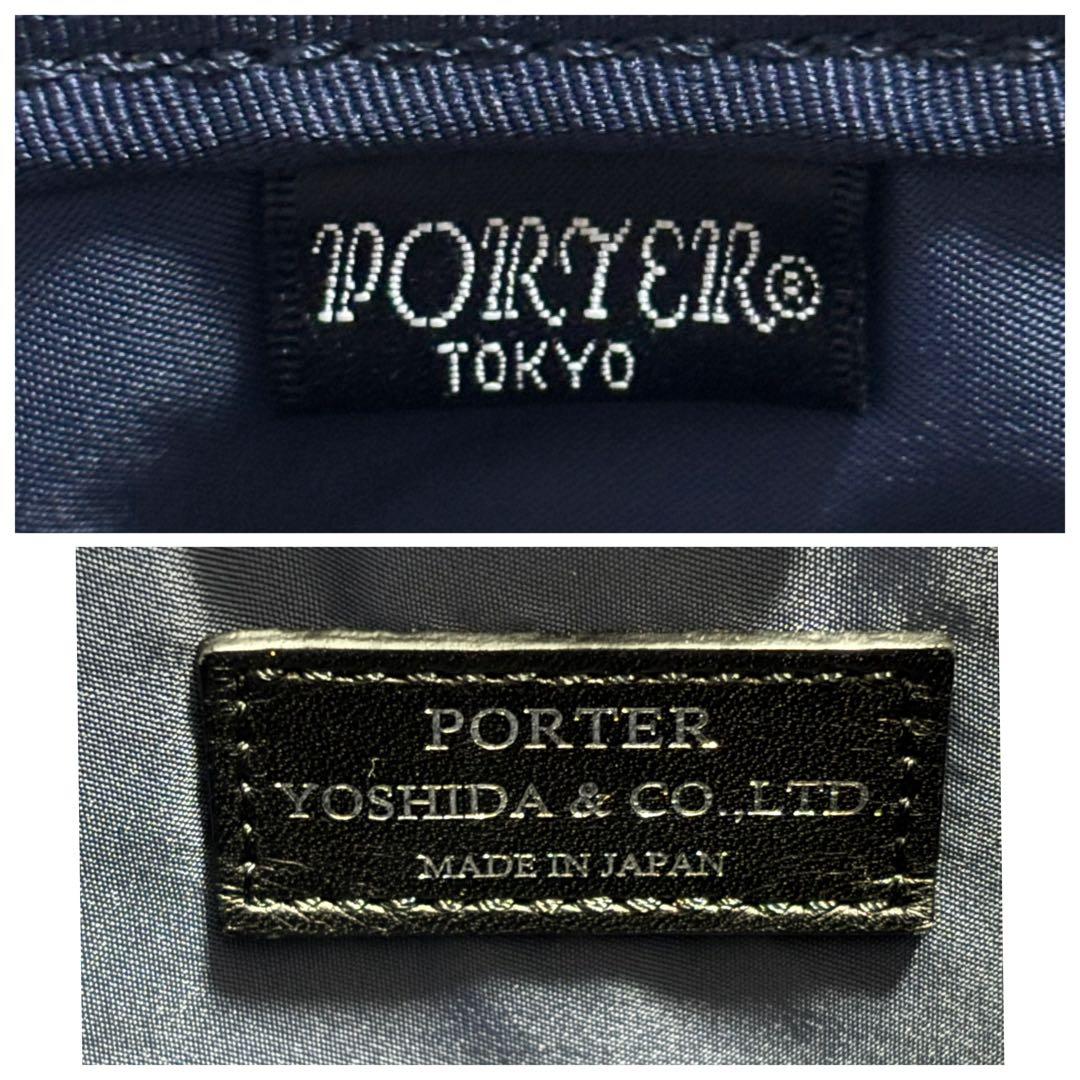 PORTER®
TOKYO
PORTER
YOSHIDA & CO.,LTD.
MADE IN JAPAN